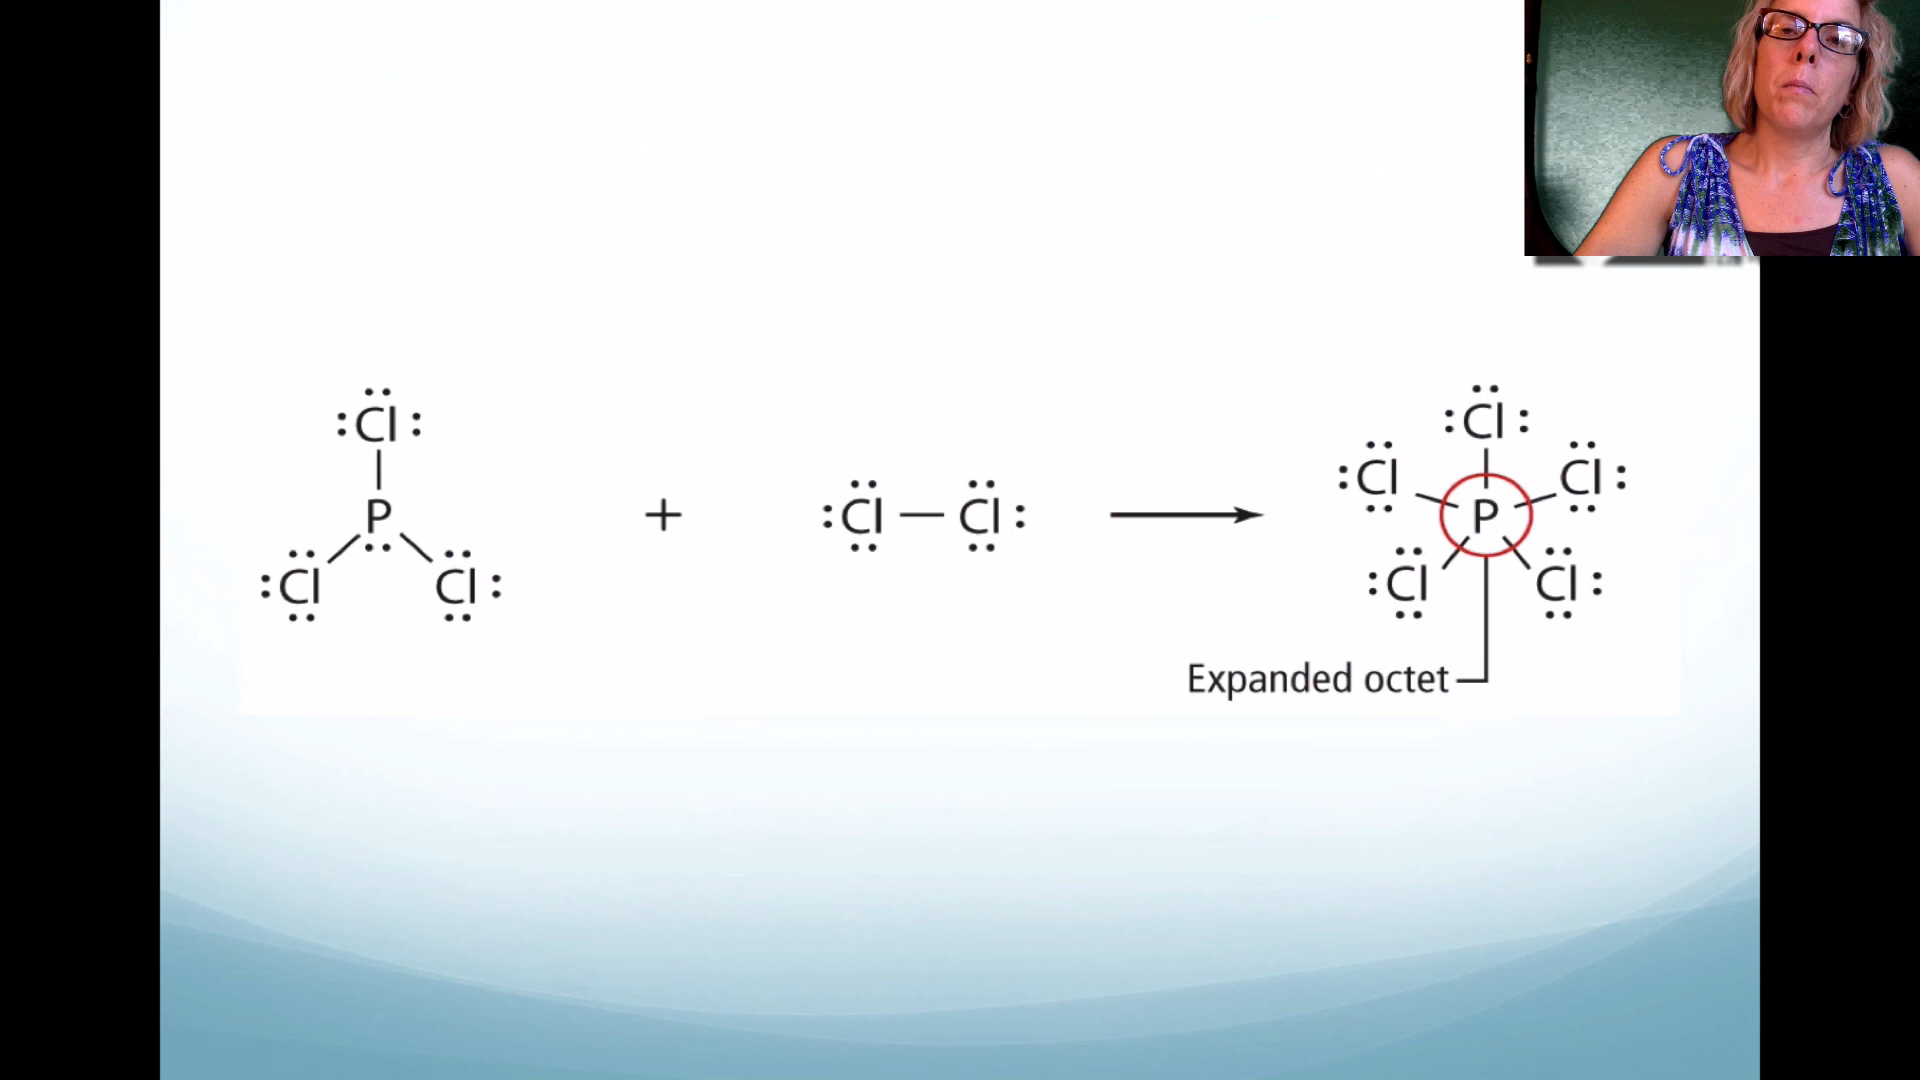 Cl
P
Cl Cl
+
Cl — Cl
Cl
Cl Cl
P
Cl Cl
Expanded octet